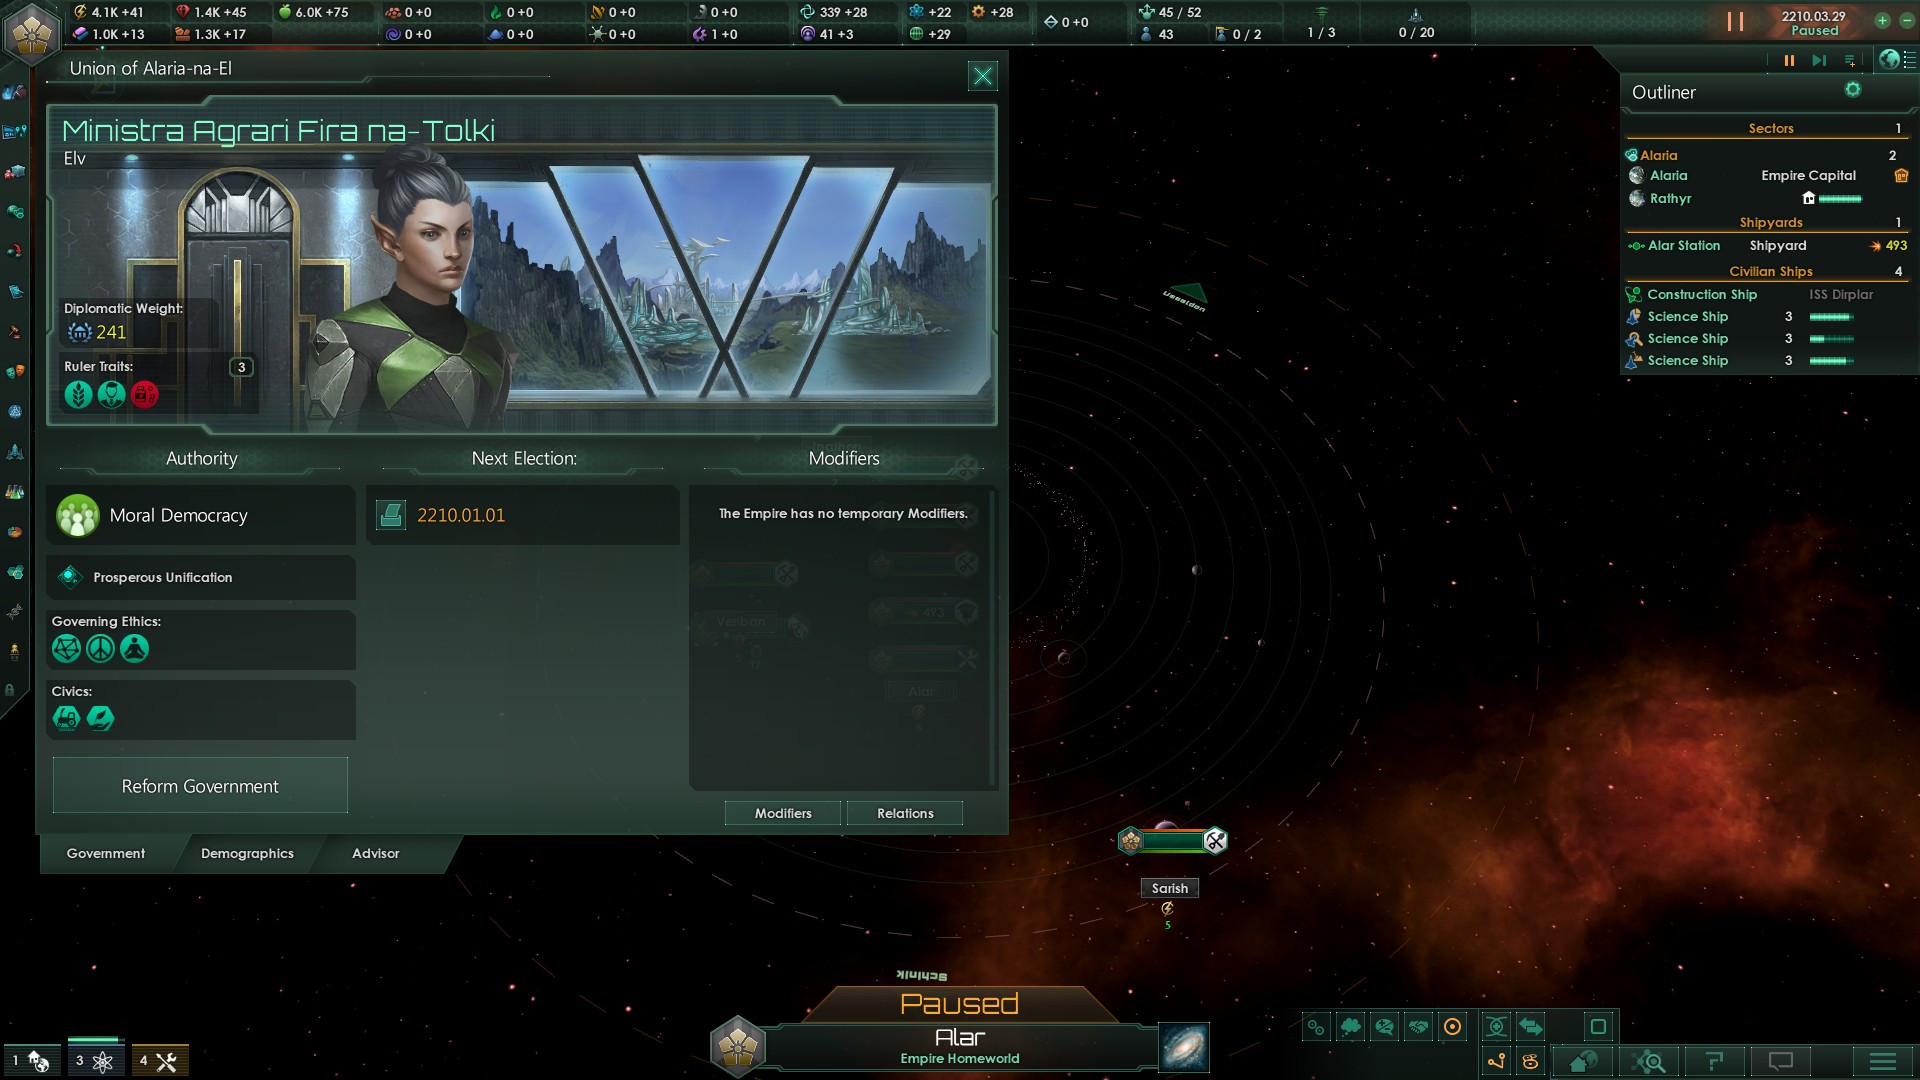 4.1K +41 1.4K +45 6.0K +75 0 +0 0 +0 0 +0 0 +0 339 +28 +22 +28 0 +0 45 / 52
1.0K +13 1.3K +17 0 +0 0 +0 0 +0 1 +0 41 +3 +29 43 0 / 2 1 / 3 0 / 20
2210.03.29
Paused
Union of Alaria-na-El
Ministra Agrari Fira na-Tolki
Elv
Diplomatic Weight:
241
Ruler Traits:
3
Authority
Next Election:
Modifiers
Moral Democracy
2210.01.01
The Empire has no temporary Modifiers.
Prosperous Unification
Governing Ethics:
Civics:
Veriban
493
Alar
Reform Government
Modifiers
Relations
Government
Demographics
Advisor
Outliner
Sectors 1
Alaria 2
Alaria Empire Capital
Rathyr
Shipyards 1
Alar Station Shipyard 493
Civilian Ships 4
Construction Ship ISS Dirplar
Science Ship 3
Science Ship 3
Science Ship 3
Sarish
5
Schinik
Paused
Alar
Empire Homeworld
1
3
4